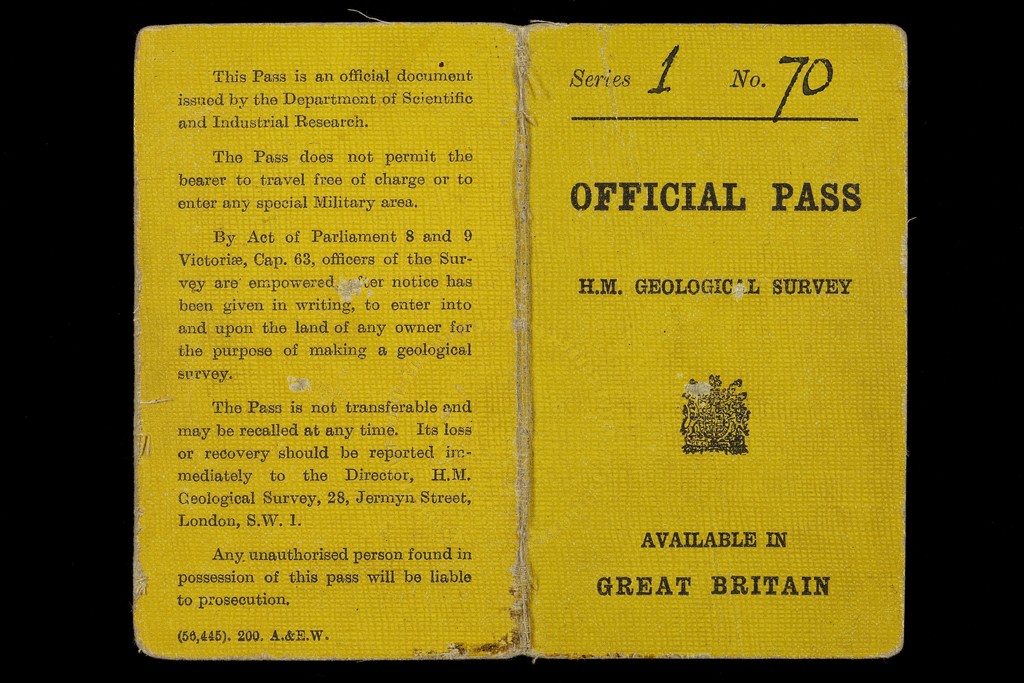 This Pass is an official document
issued by the Department of Scientific
and Industrial Research.
The Pass does not permit the
bearer to travel free of charge or to
enter any special Military area.
By Act of Parliament 8 and 9
Victoriæ, Cap. 63, officers of the Sur-
vey are empowered, after notice has
been given in writing, to enter into
and upon the land of any owner for
the purpose of making a geological
survey.
The Pass is not transferable and
may be recalled at any time. Its loss
or recovery should be reported im-
mediately to the Director, H.M.
Geological Survey, 28, Jermyn Street,
London, S.W. 1.
Any unauthorised person found in
possession of this pass will be liable
to prosecution.
(56,445). 200. A.&E.W.
Series 1 No. 70
OFFICIAL PASS
H.M. GEOLOGICAL SURVEY
AVAILABLE IN
GREAT BRITAIN